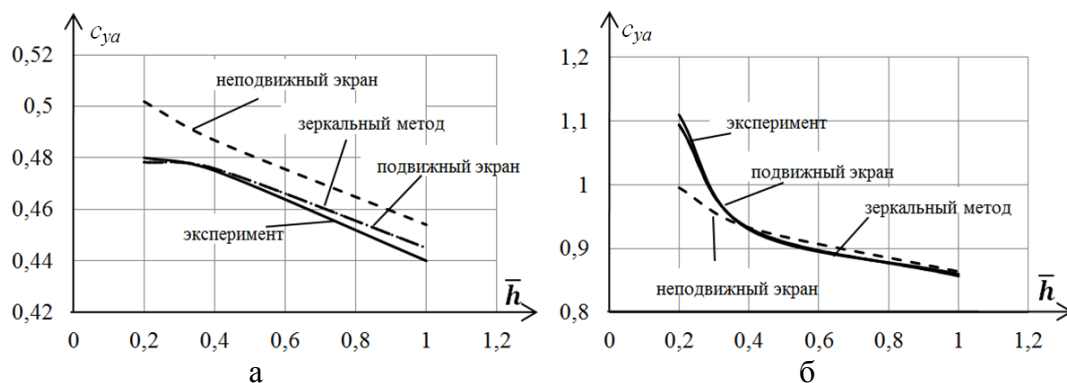 c_ya
0,52
неподвижный экран
0,5
зеркальный метод
0,48
подвижный экран
0,46
эксперимент
0,44
h̅
0,42
0 0,2 0,4 0,6 0,8 1 1,2
а
c_ya
1,2
эксперимент
1,1
подвижный экран
1
зеркальный метод
0,9
неподвижный экран
h̅
0,8
0 0,2 0,4 0,6 0,8 1 1,2
б